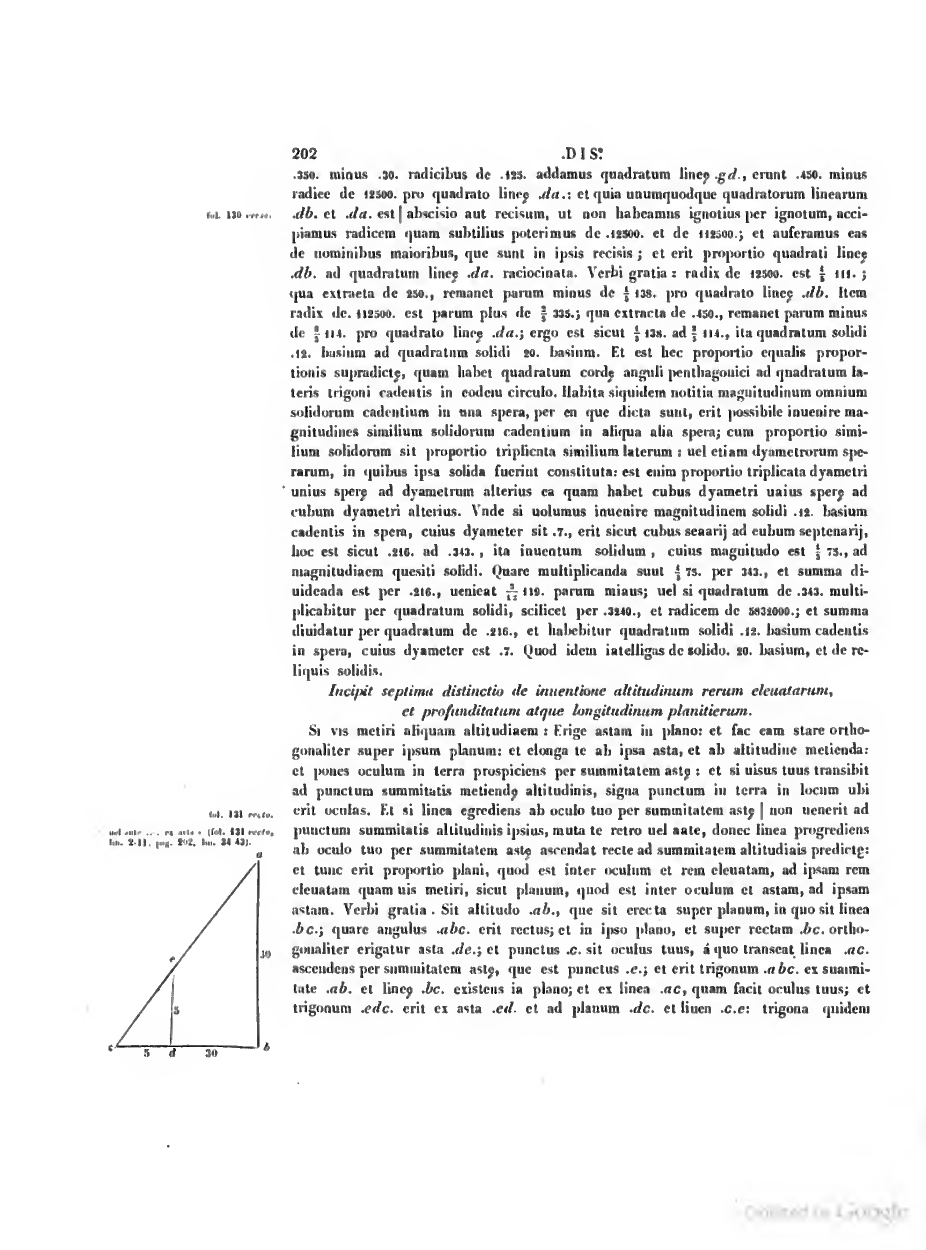 202 .DIS?
.350. minus .30. radicibus de .125. addamus quadratum lineę .gd., erunt .450. minus
radice de 12500. pro quadrato lineę .da.: et quia unumquodque quadratorum linearum
fol. 130 verso.
.db. et .da. est | abscisio aut recisum, ut non habeamus ignotius per ignotum, acci-
piamus radicem quam subtilius poterimus de .12500. et de 112500.; et auferamus eas
de nominibus maioribus, que sunt in ipsis recisis ; et erit proportio quadrati lineę
.db. ad quadratum lineę .da. raciocinata. Verbi gratia : radix de 12500. est 4/5 111. ;
qua extracta de 250., remanet parum minus de 1/5 138. pro quadrato lineę .db. Item
radix de. 112500. est parum plus de 2/5 335.; qua extracta de .450., remanet parum minus
de 3/5 114. pro quadrato lineę .da.; ergo est sicut 1/5 138. ad 3/5 114., ita quadratum solidi
.12. basium ad quadratum solidi 20. basium. Et est hec proportio equalis propor-
tionis supradictę, quam habet quadratum cordę anguli penthagonici ad quadratum la-
teris trigoni cadentis in eodem circulo. Habita siquidem notitia magnitudinum omnium
solidorum cadentium in una spera, per ea que dicta sunt, erit possibile inuenire ma-
gnitudines similium solidorum cadentium in aliqua alia spera; cum proportio simi-
lium solidorum sit proportio triplicata similium laterum : uel etiam dyametrorum spe-
rarum, in quibus ipsa solida fuerint constituta: est enim proportio triplicata dyametri
unius sperę ad dyametrum alterius ea quam habet cubus dyametri unius sperę ad
cubum dyametri alterius. Vnde si uolumus inuenire magnitudinem solidi .12. basium
cadentis in spera, cuius dyameter sit .7., erit sicut cubus senarij ad cubum septenarij,
hoc est sicut .216. ad .343. , ita inuentum solidum , cuius magnitudo est 75., ad
magnitudinem quesiti solidi. Quare multiplicanda sunt 75. per 343., et summa di-
uidenda est per .216., uenient 119. parum minus; uel si quadratum de .343. multi-
plicabitur per quadratum solidi, scilicet per .3240., et radicem de 5832000.; et summa
diuidatur per quadratum de .216., et habebitur quadratum solidi .12. basium cadentis
in spera, cuius dyameter est .7. Quod idem intelligas de solido. 20. basium, et de re-
liquis solidis.
Incipit septima distinctio de inuentione altitudinum rerum eleuatarum,
et profunditatum atque longitudinum planitierum.
Si vis metiri aliquam altitudinem : Erige astam in plano: et fac eam stare ortho-
gonaliter super ipsum planum: et elonga te ab ipsa asta, et ab altitudine metienda:
et pones oculum in terra prospiciens per summitatem astę : et si uisus tuus transibit
ad punctum summitatis metiendę altitudinis, signa punctum in terra in locum ubi
fol. 131 recto.
erit oculus. Et si linea egrediens ab oculo tuo per summitatem astę | non uenerit ad
uel ante ... ex asta » (fol. 131 recto,
lin. 2-11, pag. 202, lin. 34 43).
punctum summitatis altitudinis ipsius, muta te retro uel ante, donec linea progrediens
ab oculo tuo per summitatem astę ascendat recte ad summitatem altitudinis predictę:
et tunc erit proportio plani, quod est inter oculum et rem eleuatam, ad ipsam rem
eleuatam quam uis metiri, sicut planum, quod est inter oculum et astam, ad ipsam
astam. Verbi gratia . Sit altitudo .ab., que sit erecta super planum, in quo sit linea
.bc.; quare angulus .abc. erit rectus; et in ipso plano, et super rectam .bc. ortho-
gonaliter erigatur asta .de.; et punctus .c. sit oculus tuus, á quo transeat linea .ac.
ascendens per summitatem astę, que est punctus .e.; et erit trigonum .abc. ex summi-
tate .ab. et lineę .bc. existens in plano; et ex linea .ac, quam facit oculus tuus; et
trigonum .edc. erit ex asta .ed. et ad planum .dc. et linea .c.e: trigona quidem
a
e
30
5
c 5 d 30 b
Digitized by Google